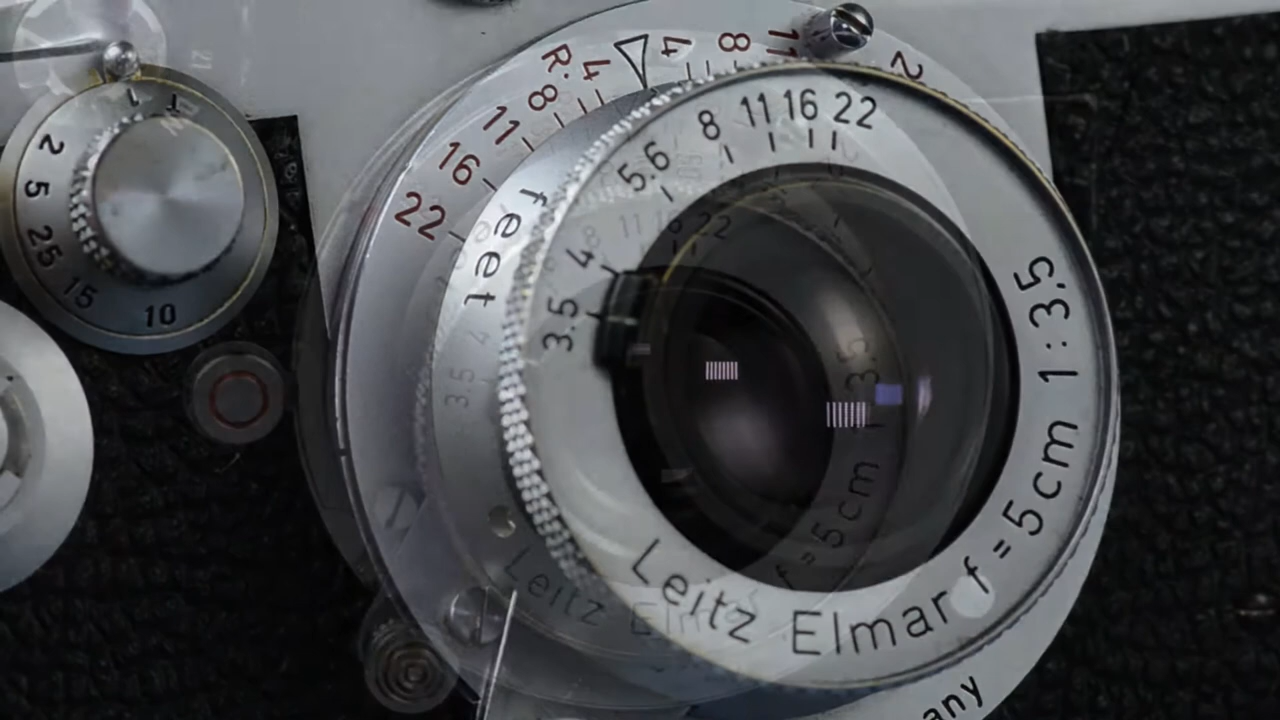 R. 4 4 8 11
8
11
16
22
2
feet
3.5 4 5.6 8 11 16 22
Leitz Elmar f = 5cm 1 : 3.5
1
2
5
25
15
10
any